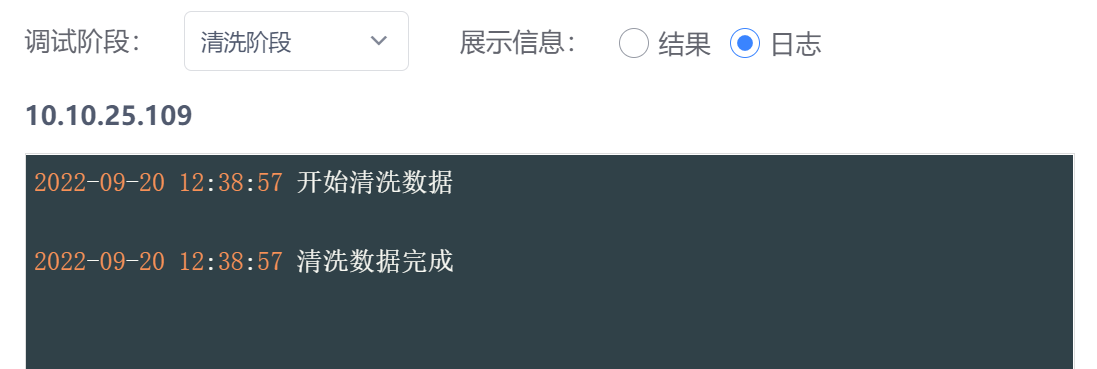 调试阶段： 清洗阶段 展示信息： 结果 日志
10.10.25.109
2022-09-20 12:38:57 开始清洗数据
2022-09-20 12:38:57 清洗数据完成